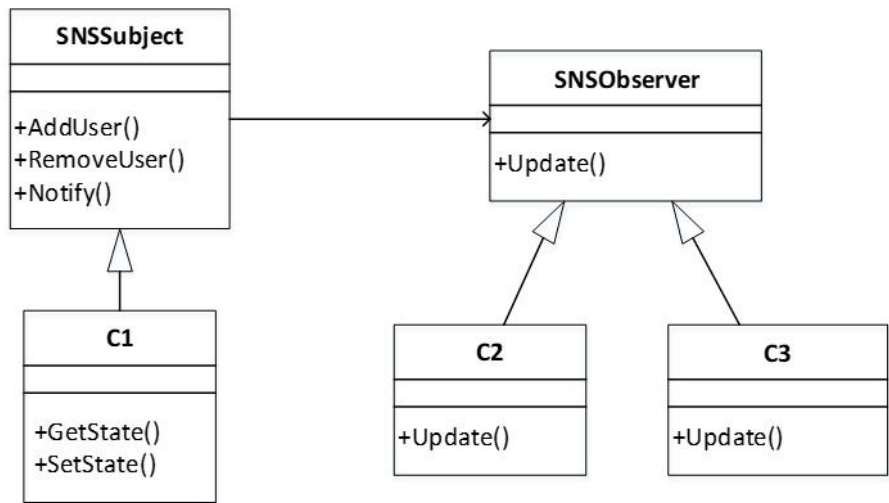 SNSSubject
+AddUser()
+RemoveUser()
+Notify()
SNSObserver
+Update()
C1
+GetState()
+SetState()
C2
+Update()
C3
+Update()